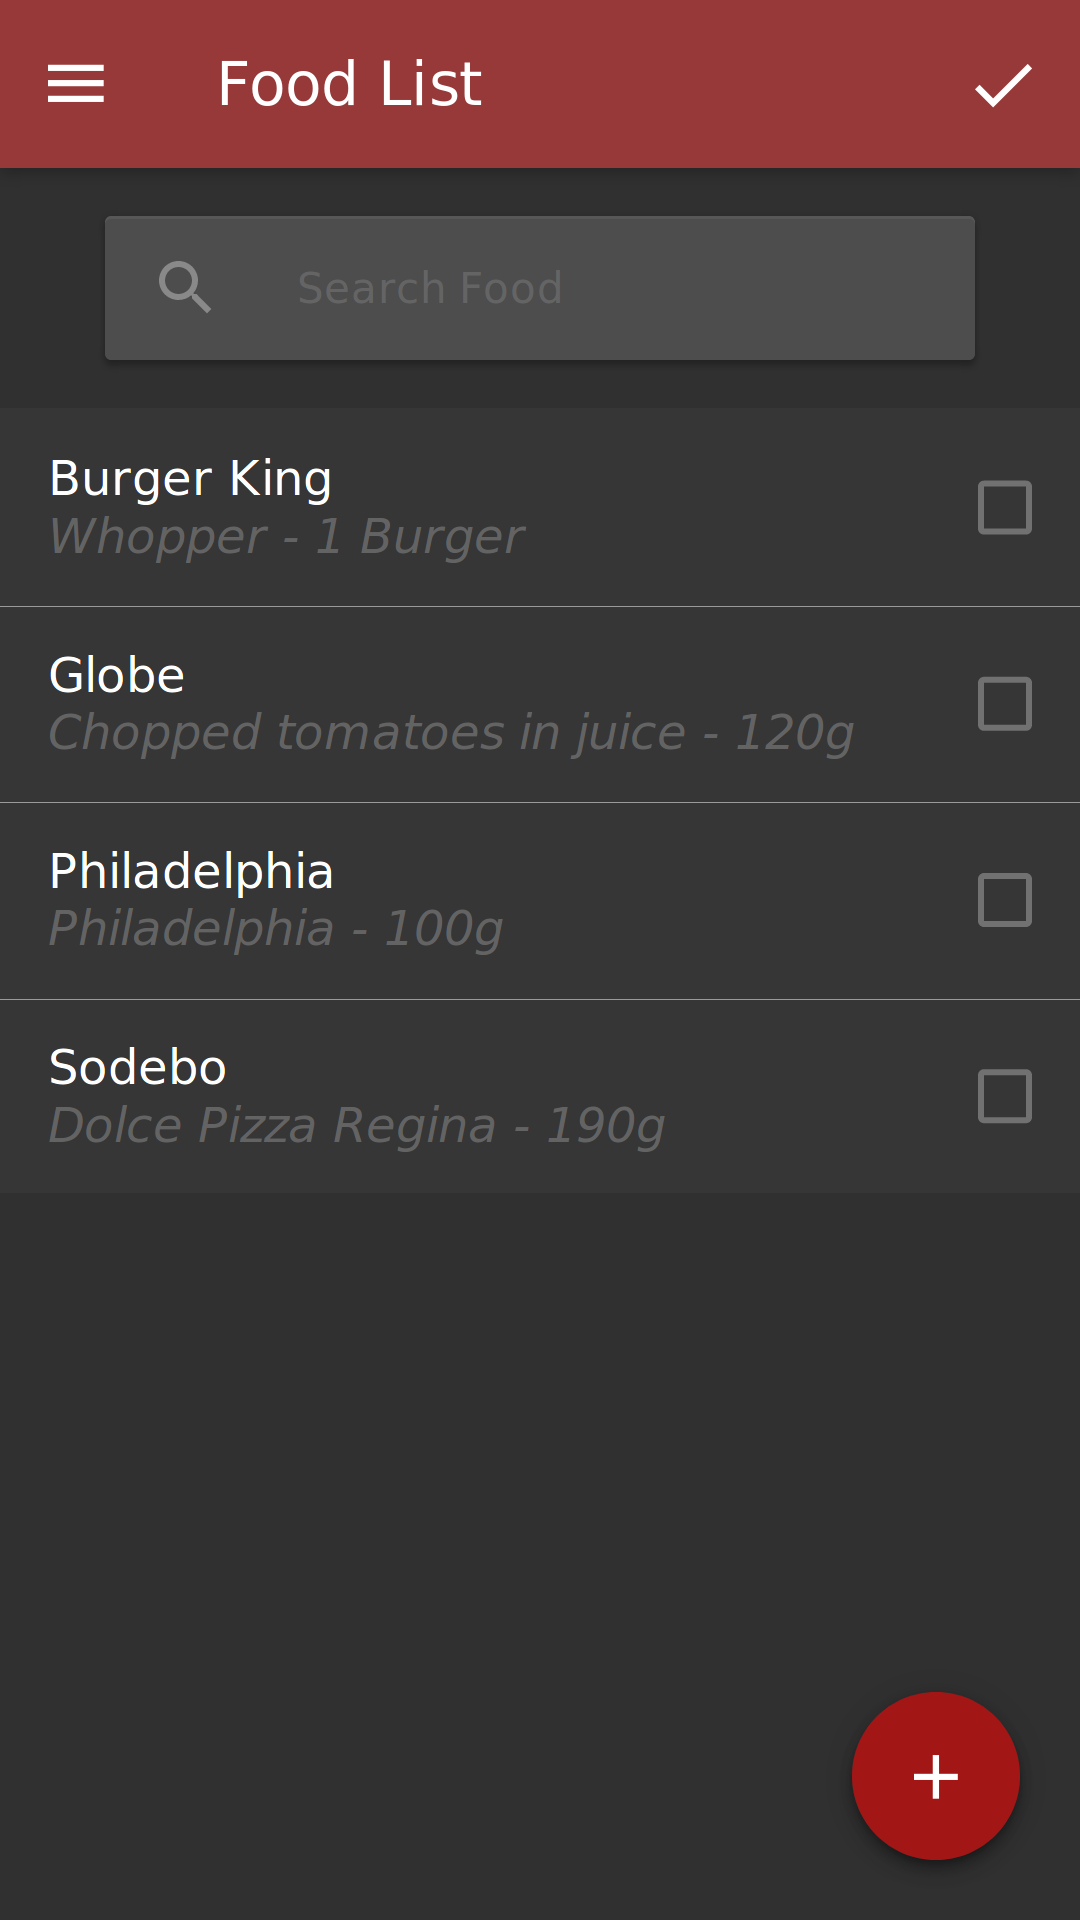 Food List
Search Food
Burger King
Whopper - 1 Burger
Globe
Chopped tomatoes in juice - 120g
Philadelphia
Philadelphia - 100g
Sodebo
Dolce Pizza Regina - 190g